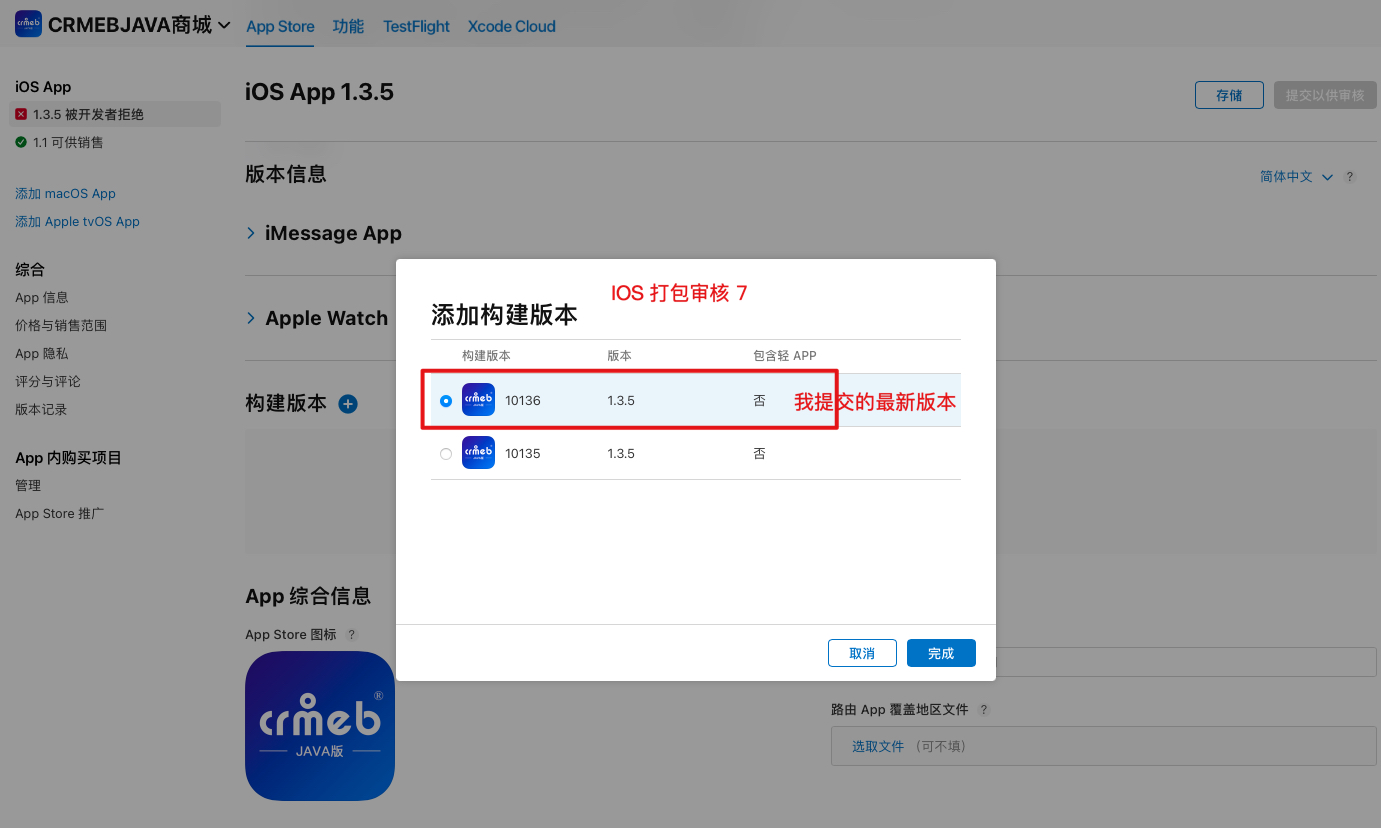 CRMEBJAVA商城 App Store 功能 TestFlight Xcode Cloud
iOS App
1.3.5 被开发者拒绝
1.1 可供销售
添加 macOS App
添加 Apple tvOS App
综合
App 信息
价格与销售范围
App 隐私
评分与评论
版本记录
App 内购买项目
管理
App Store 推广
iOS App 1.3.5
存储 提交以供审核
版本信息
简体中文 ?
iMessage App
Apple Watch
构建版本
App 综合信息
App Store 图标 ?
crmeb®
JAVA版
路由 App 覆盖地区文件 ?
选取文件 (可不填)
IOS 打包审核 7
添加构建版本
构建版本 版本 包含轻 APP
crmeb 10136 1.3.5 否 我提交的最新版本
crmeb 10135 1.3.5 否
取消 完成